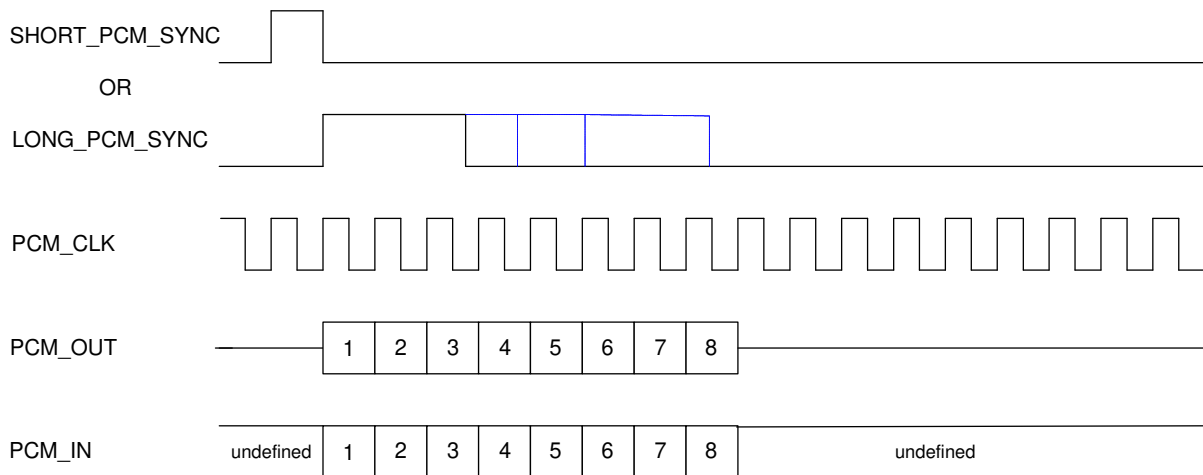 SHORT_PCM_SYNC
OR
LONG_PCM_SYNC
PCM_CLK
PCM_OUT 1 2 3 4 5 6 7 8
PCM_IN undefined 1 2 3 4 5 6 7 8 undefined